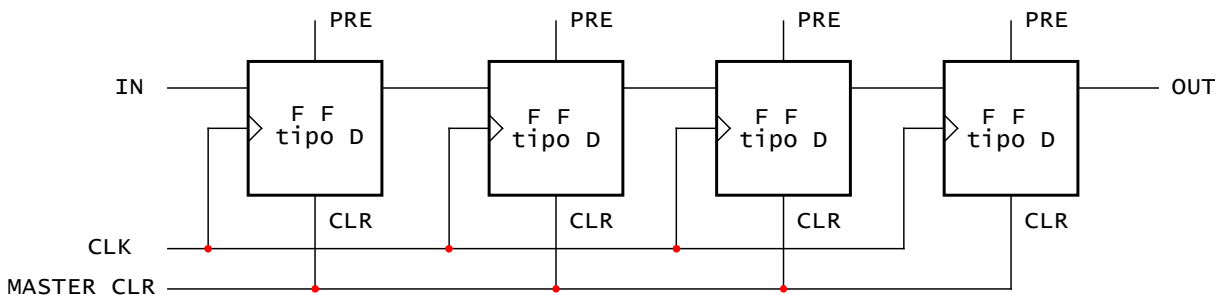 PRE
PRE
PRE
PRE
IN
OUT
F F
tipo D
F F
tipo D
F F
tipo D
F F
tipo D
CLR
CLR
CLR
CLR
CLK
MASTER CLR